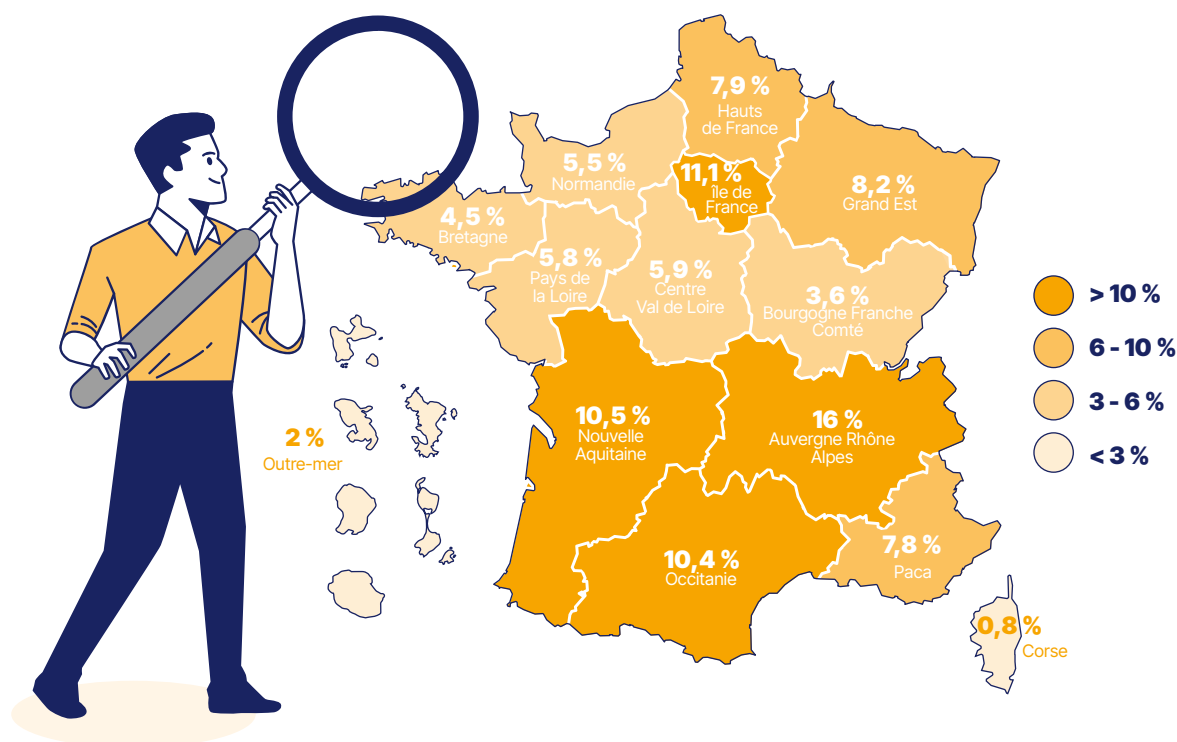 7,9 %
Hauts
de France
5,5 %
Normandie
11,1 %
île de
France
8,2 %
Grand Est
4,5 %
Bretagne
5,8 %
Pays de
la Loire
5,9 %
Centre
Val de Loire
3,6 %
Bourgogne Franche
Comté
> 10 %
6 - 10 %
3 - 6 %
< 3 %
10,5 %
Nouvelle
Aquitaine
16 %
Auvergne Rhône
Alpes
2 %
Outre-mer
10,4 %
Occitanie
7,8 %
Paca
0,8 %
Corse